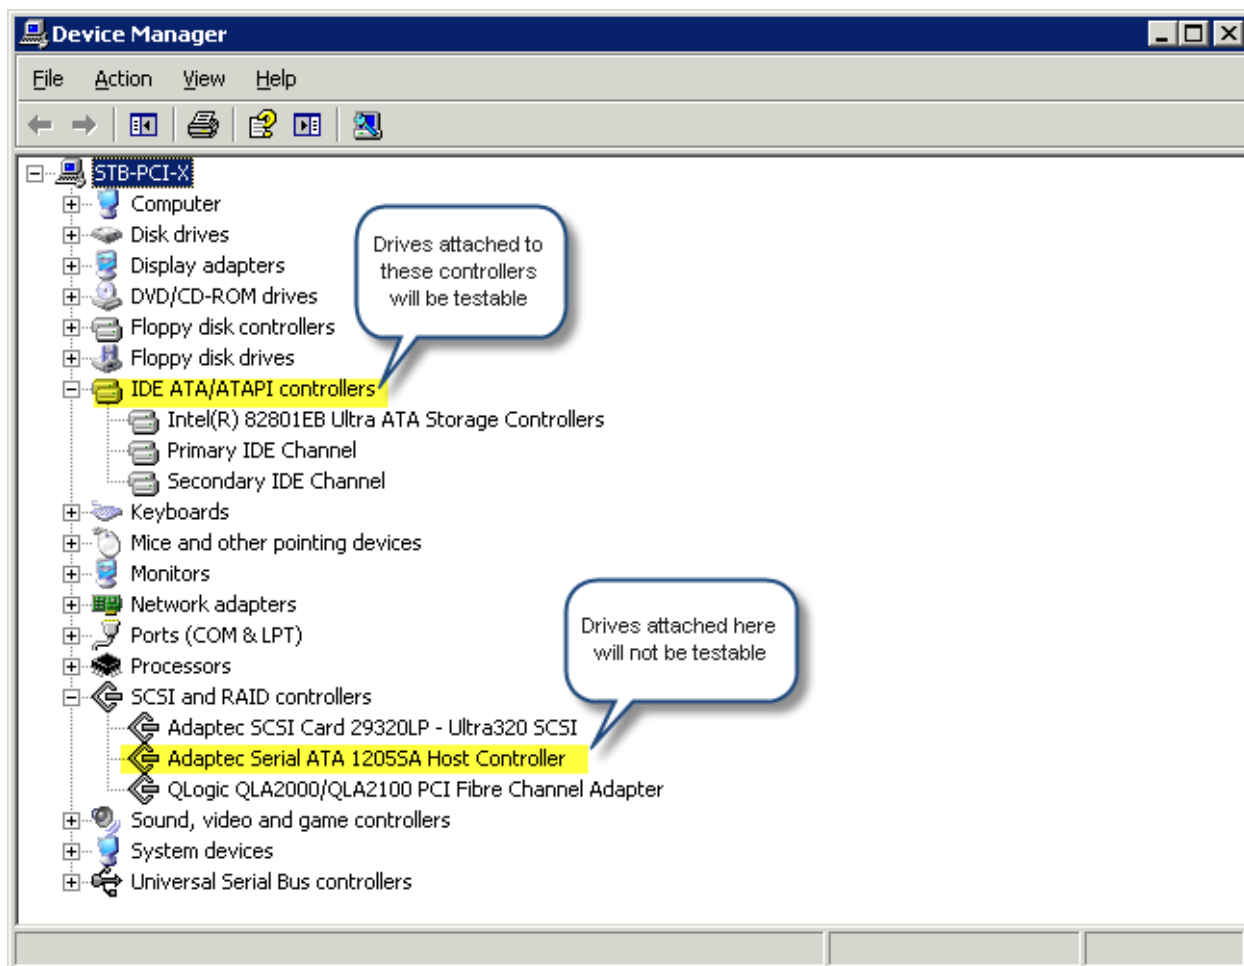 Device Manager
File Action View Help
STB-PCI-X
Computer
Disk drives
Display adapters
DVD/CD-ROM drives
Floppy disk controllers
Floppy disk drives
IDE ATA/ATAPI controllers
Intel(R) 82801EB Ultra ATA Storage Controllers
Primary IDE Channel
Secondary IDE Channel
Keyboards
Mice and other pointing devices
Monitors
Network adapters
Ports (COM & LPT)
Processors
SCSI and RAID controllers
Adaptec SCSI Card 29320LP - Ultra320 SCSI
Adaptec Serial ATA 1205SA Host Controller
QLogic QLA2000/QLA2100 PCI Fibre Channel Adapter
Sound, video and game controllers
System devices
Universal Serial Bus controllers
Drives attached to
these controllers
will be testable
Drives attached here
will not be testable